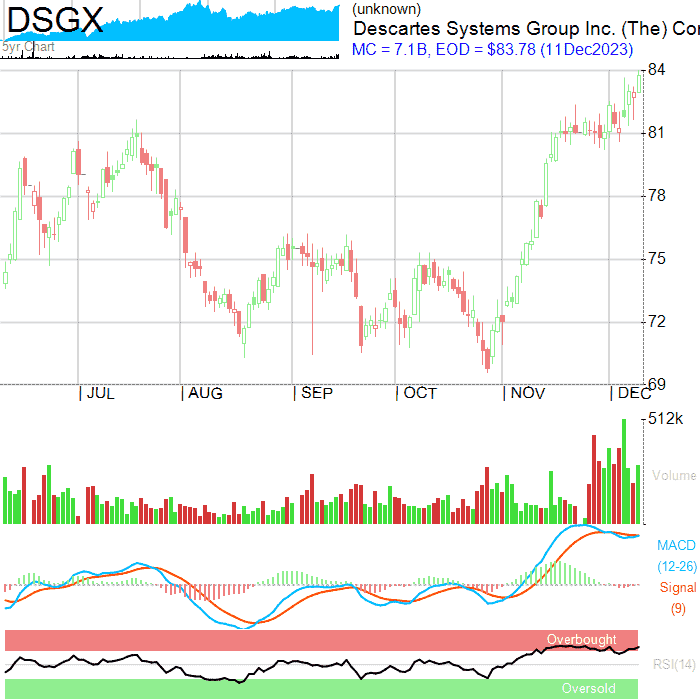 DSGX
(unknown)
Descartes Systems Group Inc. (The) Cor
5yr Chart
MC = 7.1B, EOD = $83.78 (11Dec2023)
84
81
78
75
72
69
| JUL | AUG | SEP | OCT | NOV | DEC
512k
Volume
MACD
(12-26)
Signal
(9)
Overbought
RSI(14)
Oversold